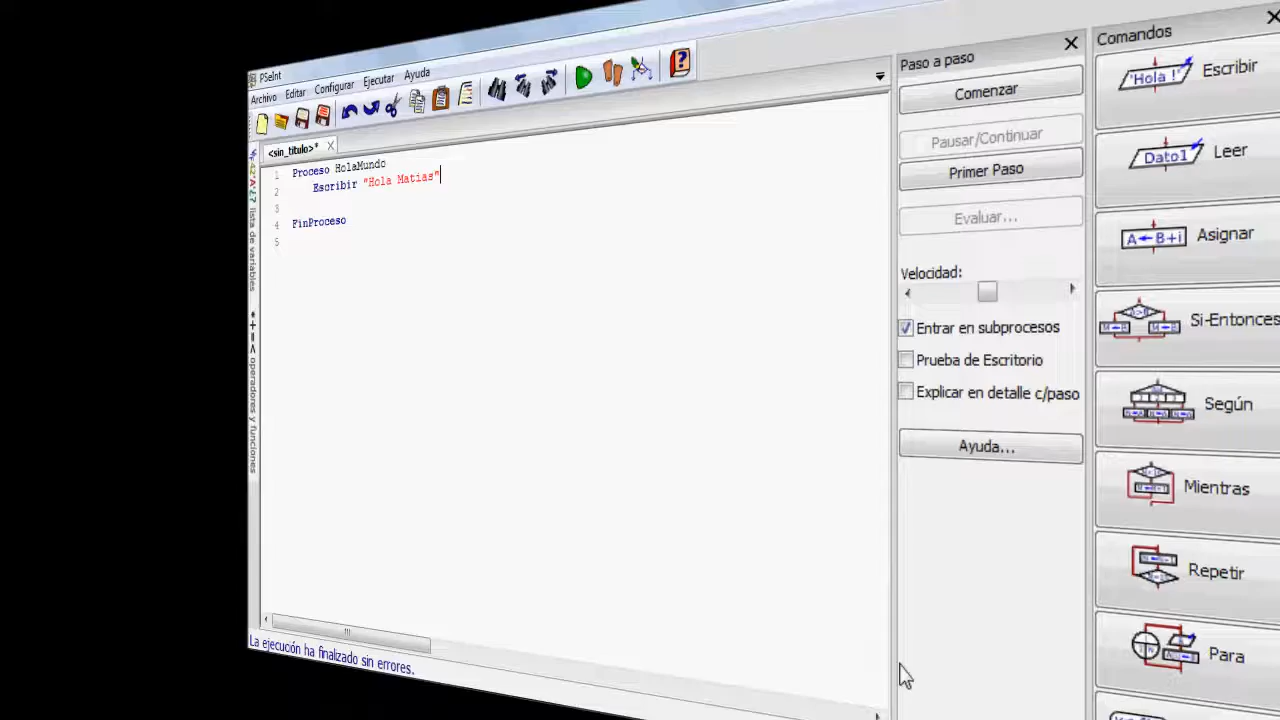 PSeInt
Archivo Editar Configurar Ejecutar Ayuda
<sin_titulo>*
1 Proceso HolaMundo
2 Escribir "Hola Matias"
3
4 FinProceso
5
lista de variables
operadores y funciones
La ejecución ha finalizado sin errores.
Paso a paso
Comenzar
Pausar/Continuar
Primer Paso
Evaluar...
Velocidad:
Entrar en subprocesos
Prueba de Escritorio
Explicar en detalle c/paso
Ayuda...
Comandos
'Hola !' Escribir
Dato1 Leer
A B+i Asignar
Si-Entonces
Según
Mientras
Repetir
Para